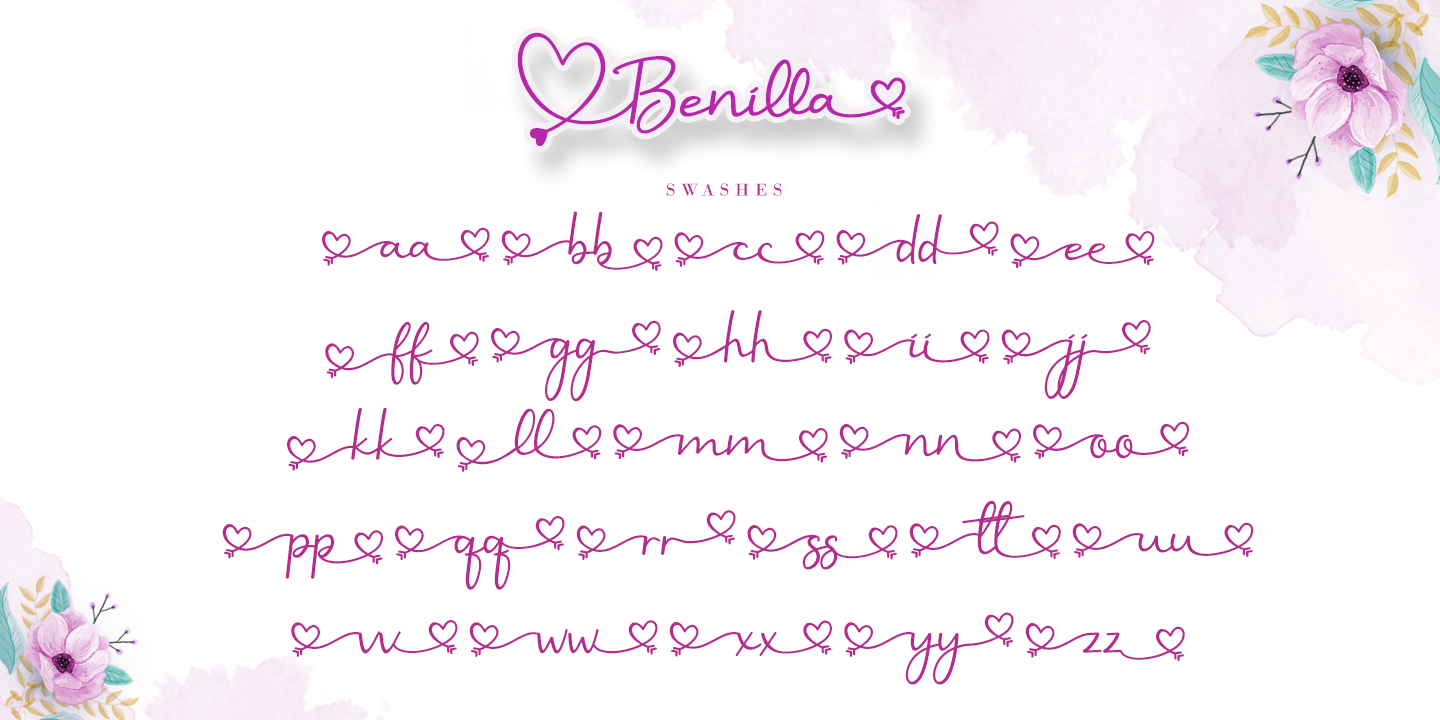 Benilla
SWASHES
aa bb cc dd ee
ff gg hh ii jj
kk ll mm nn oo
pp qq rr ss tt uu
vv ww xx yy zz